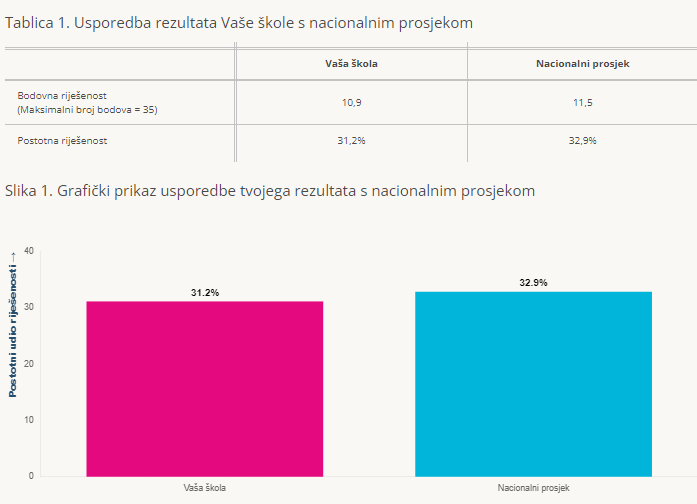 Tablica 1. Usporedba rezultata Vaše škole s nacionalnim prosjekom
Vaša škola
Nacionalni prosjek
Bodovna riješenost
(Maksimalni broj bodova = 35)
10,9
11,5
Postotna riješenost
31,2%
32,9%
Slika 1. Grafički prikaz usporedbe tvojega rezultata s nacionalnim prosjekom
Postotni udio riješenosti →
40
30
20
10
0
31.2%
32.9%
Vaša škola
Nacionalni prosjek